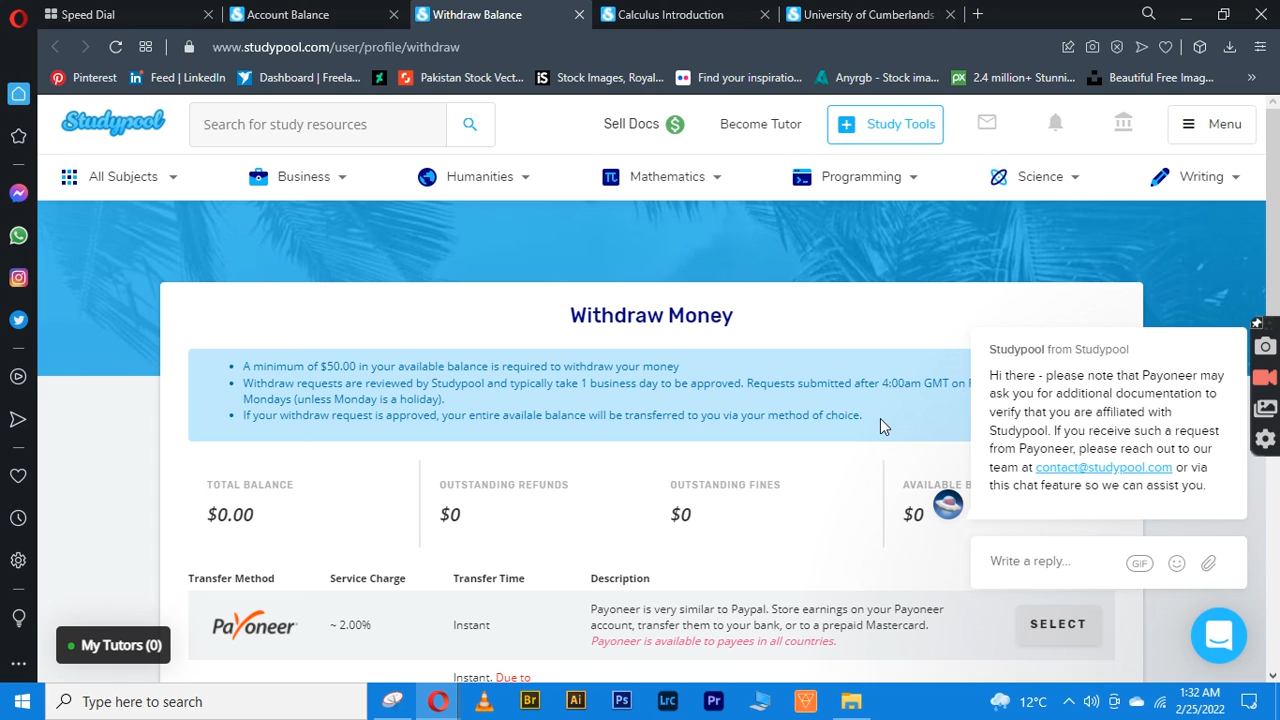 Speed Dial
Account Balance
Withdraw Balance
Calculus Introduction
University of Cumberlands
www.studypool.com/user/profile/withdraw
Pinterest
Feed | LinkedIn
Dashboard | Freela...
Pakistan Stock Vect...
iS Stock Images, Royal...
Find your inspiratio...
Anyrgb - Stock ima...
px 2.4 million+ Stunni...
Beautiful Free Imag...
Studypool
Search for study resources
Sell Docs
Become Tutor
Study Tools
Menu
All Subjects
Business
Humanities
Mathematics
Programming
Science
Writing
Withdraw Money
A minimum of $50.00 in your available balance is required to withdraw your money
Withdraw requests are reviewed by Studypool and typically take 1 business day to be approved. Requests submitted after 4:00am GMT on
Mondays (unless Monday is a holiday).
If your withdraw request is approved, your entire availale balance will be transferred to you via your method of choice.
Studypool from Studypool
Hi there - please note that Payoneer may
ask you for additional documentation to
verify that you are affiliated with
Studypool. If you receive such a request
from Payoneer, please reach out to our
team at contact@studypool.com or via
this chat feature so we can assist you.
TOTAL BALANCE
OUTSTANDING REFUNDS
OUTSTANDING FINES
AVAILABLE B
$0.00
$0
$0
$0
Write a reply...
GIF
Transfer Method
Service Charge
Transfer Time
Description
Payoneer
~ 2.00%
Instant
Payoneer is very similar to Paypal. Store earnings on your Payoneer
account, transfer them to your bank, or to a prepaid Mastercard.
Payoneer is available to payees in all countries.
SELECT
My Tutors (0)
Instant. Due to
Type here to search
Br
Ai
Ps
Lrc
Pr
12°C
1:32 AM
2/25/2022